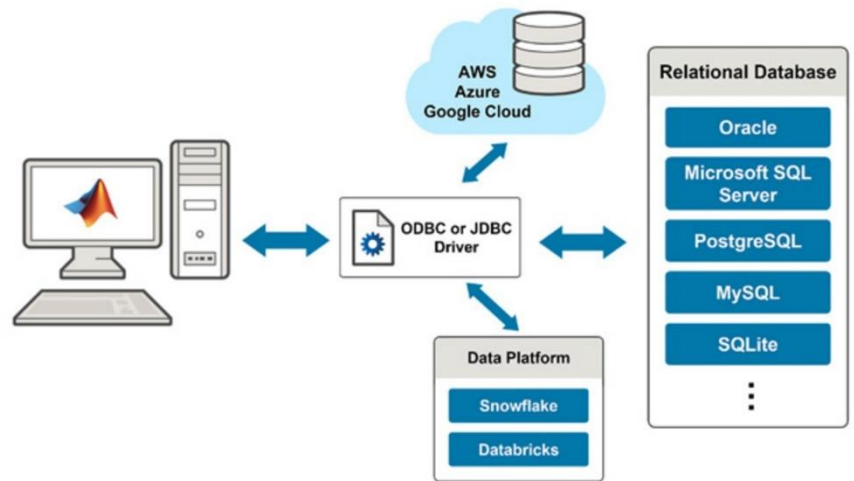 AWS
Azure
Google Cloud
Relational Database
Oracle
Microsoft SQL
Server
PostgreSQL
MySQL
SQLite
ODBC or JDBC
Driver
Data Platform
Snowflake
Databricks